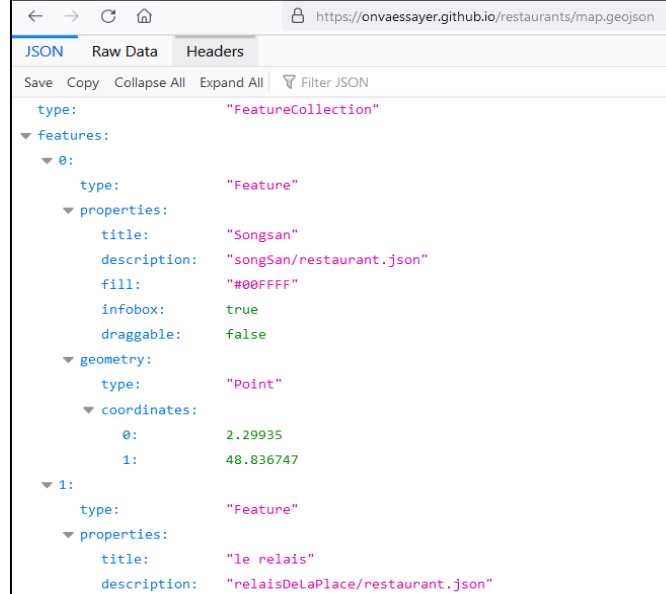 https://onvaessayer.github.io/restaurants/map.geojson
JSON Raw Data Headers
Save Copy Collapse All Expand All Filter JSON
type: "FeatureCollection"
features:
0:
type: "Feature"
properties:
title: "Songsan"
description: "songSan/restaurant.json"
fill: "#00FFFF"
infobox: true
draggable: false
geometry:
type: "Point"
coordinates:
0: 2.29935
1: 48.836747
1:
type: "Feature"
properties:
title: "le relais"
description: "relaisDeLaPlace/restaurant.json"